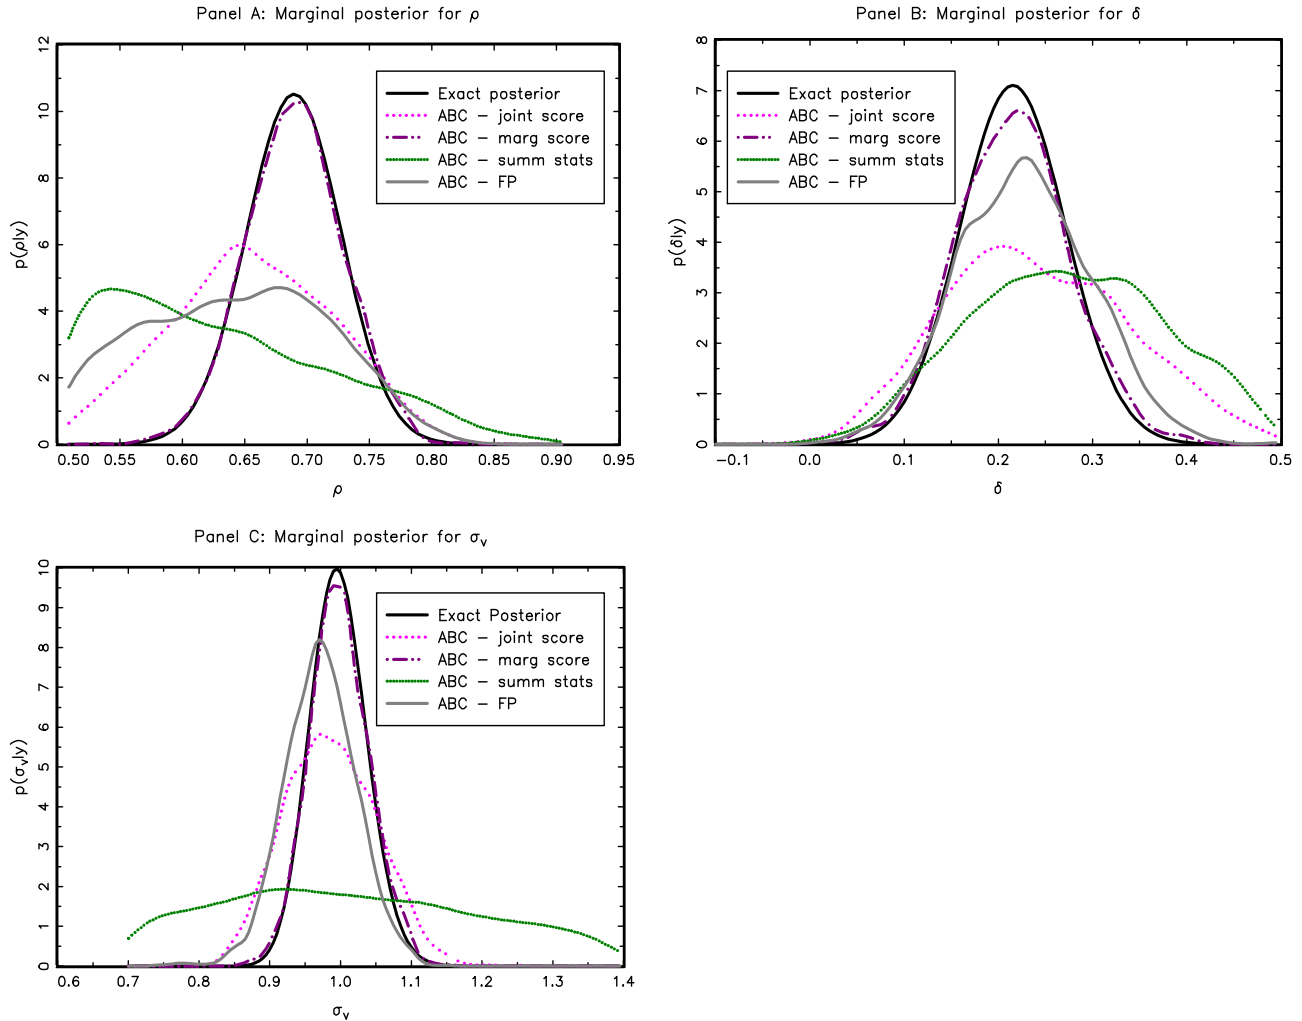 Panel A: Marginal posterior for ρ
p(ρ|y)
12
10
8
6
4
2
0
Exact posterior
ABC − joint score
ABC − marg score
ABC − summ stats
ABC − FP
0.50 0.55 0.60 0.65 0.70 0.75 0.80 0.85 0.90 0.95
ρ
Panel B: Marginal posterior for δ
p(δ|y)
8
7
6
5
4
3
2
1
0
Exact posterior
ABC − joint score
ABC − marg score
ABC − summ stats
ABC − FP
−0.1 0.0 0.1 0.2 0.3 0.4 0.5
δ
Panel C: Marginal posterior for σv
p(σv|y)
10
9
8
7
6
5
4
3
2
1
0
Exact Posterior
ABC − joint score
ABC − marg score
ABC − summ stats
ABC − FP
0.6 0.7 0.8 0.9 1.0 1.1 1.2 1.3 1.4
σv